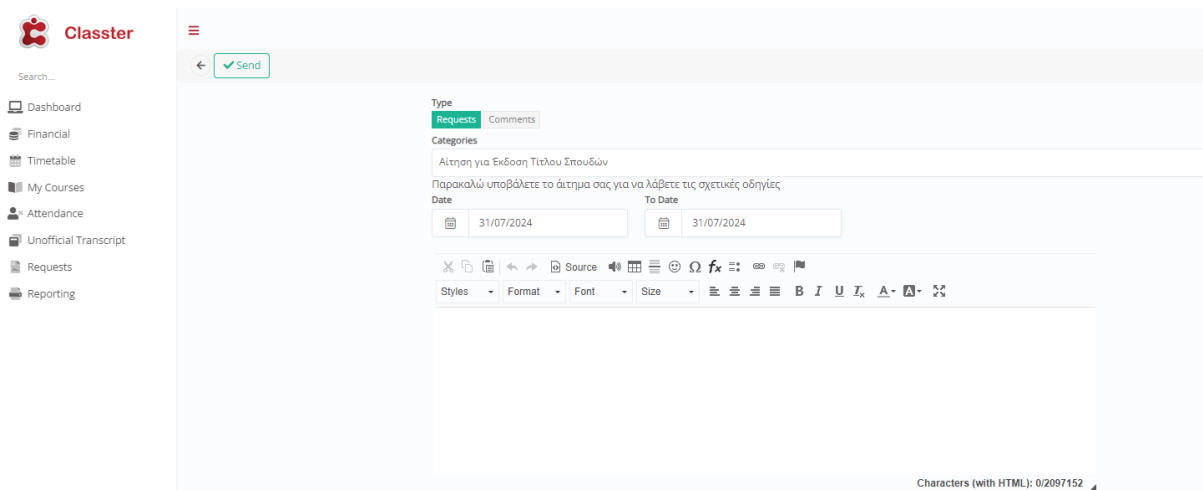 Classter
Search...
Dashboard
Financial
Timetable
My Courses
Attendance
Unofficial Transcript
Requests
Reporting
Send
Type
Requests Comments
Categories
Αίτηση για Έκδοση Τίτλου Σπουδών
Παρακαλώ υποβάλετε το άιτημα σας για να λάβετε τις σχετικές οδηγίες
Date To Date
31/07/2024 31/07/2024
Source
Styles Format Font Size B I U Ix A A
Characters (with HTML): 0/2097152